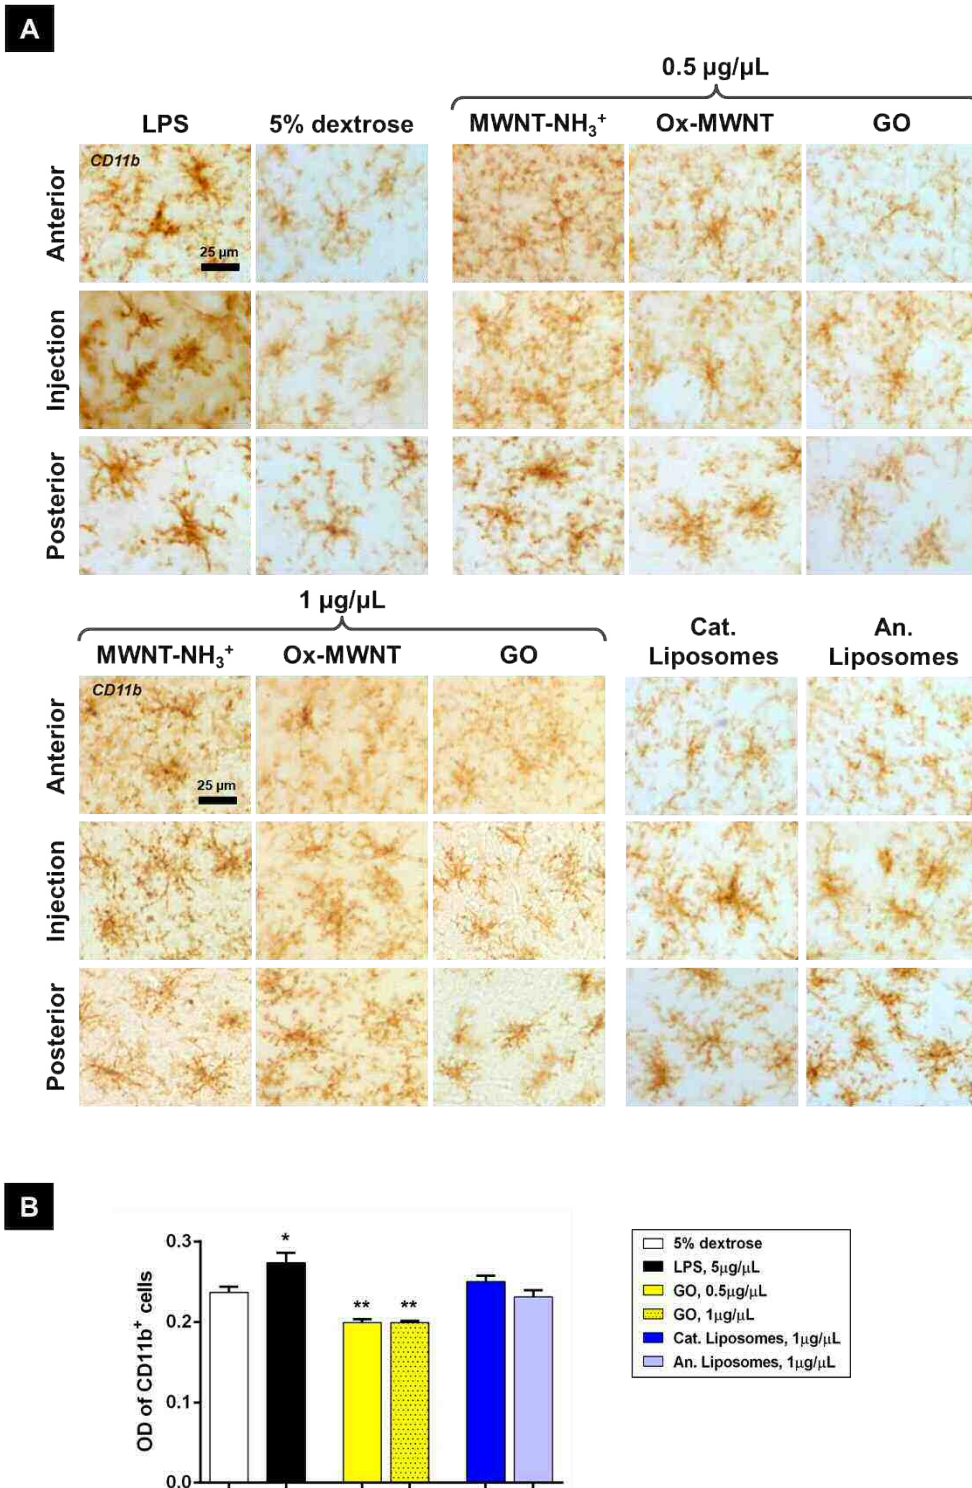 A
0.5 µg/µL
LPS
5% dextrose
MWNT-NH₃⁺
Ox-MWNT
GO
Anterior
CD11b
25 µm
Injection
Posterior
1 µg/µL
MWNT-NH₃⁺
Ox-MWNT
GO
Cat.
Liposomes
An.
Liposomes
Anterior
CD11b
25 µm
Injection
Posterior
B
OD of CD11b⁺ cells
0.3
0.2
0.1
0.0
*
**
**
5% dextrose
LPS, 5µg/µL
GO, 0.5µg/µL
GO, 1µg/µL
Cat. Liposomes, 1µg/µL
An. Liposomes, 1µg/µL